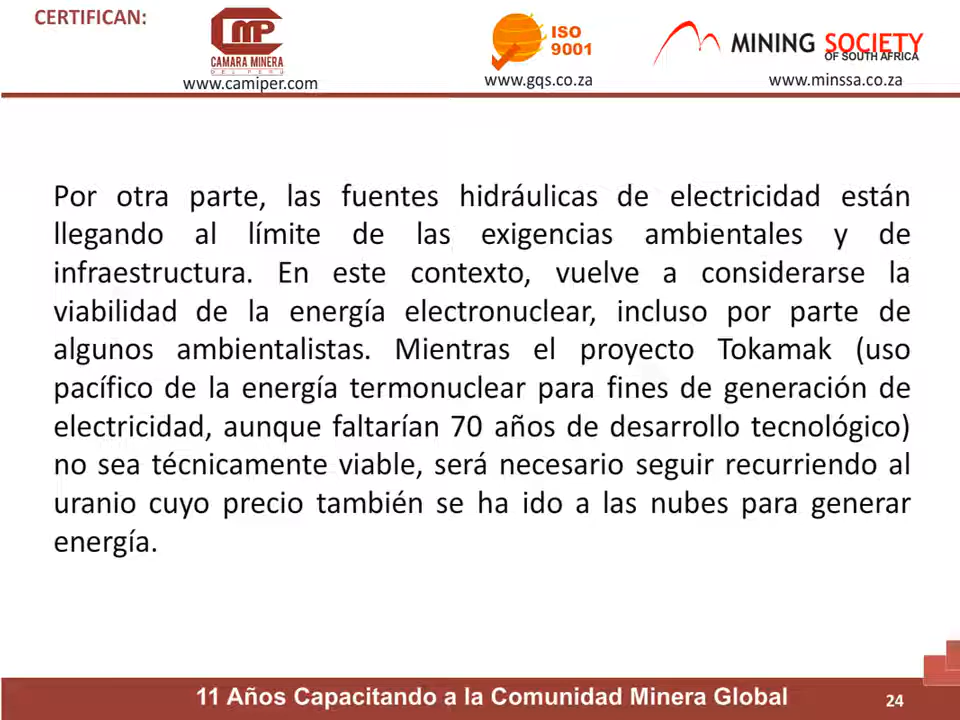 CERTIFICAN:
CMP
CAMARA MINERA
DEL PERU
www.camiper.com
ISO
9001
www.gqs.co.za
MINING SOCIETY
OF SOUTH AFRICA
www.minssa.co.za
Por otra parte, las fuentes hidráulicas de electricidad están
llegando al límite de las exigencias ambientales y de
infraestructura. En este contexto, vuelve a considerarse la
viabilidad de la energía electronuclear, incluso por parte de
algunos ambientalistas. Mientras el proyecto Tokamak (uso
pacífico de la energía termonuclear para fines de generación de
electricidad, aunque faltarían 70 años de desarrollo tecnológico)
no sea técnicamente viable, será necesario seguir recurriendo al
uranio cuyo precio también se ha ido a las nubes para generar
energía.
11 Años Capacitando a la Comunidad Minera Global
24